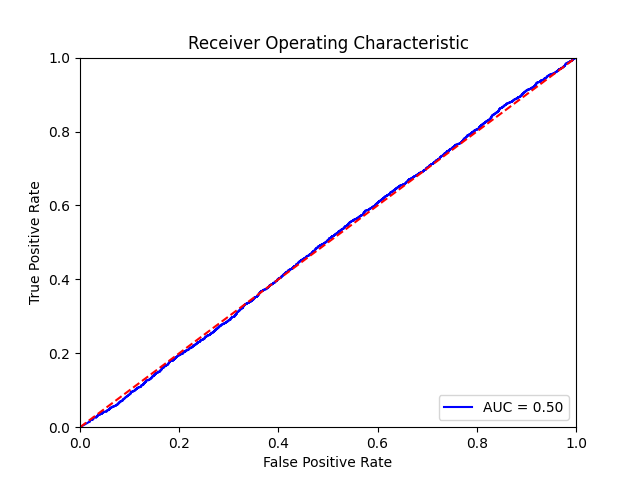 Receiver Operating Characteristic
1.0
0.8
0.6
0.4
0.2
0.0
True Positive Rate
AUC = 0.50
0.0 0.2 0.4 0.6 0.8 1.0
False Positive Rate